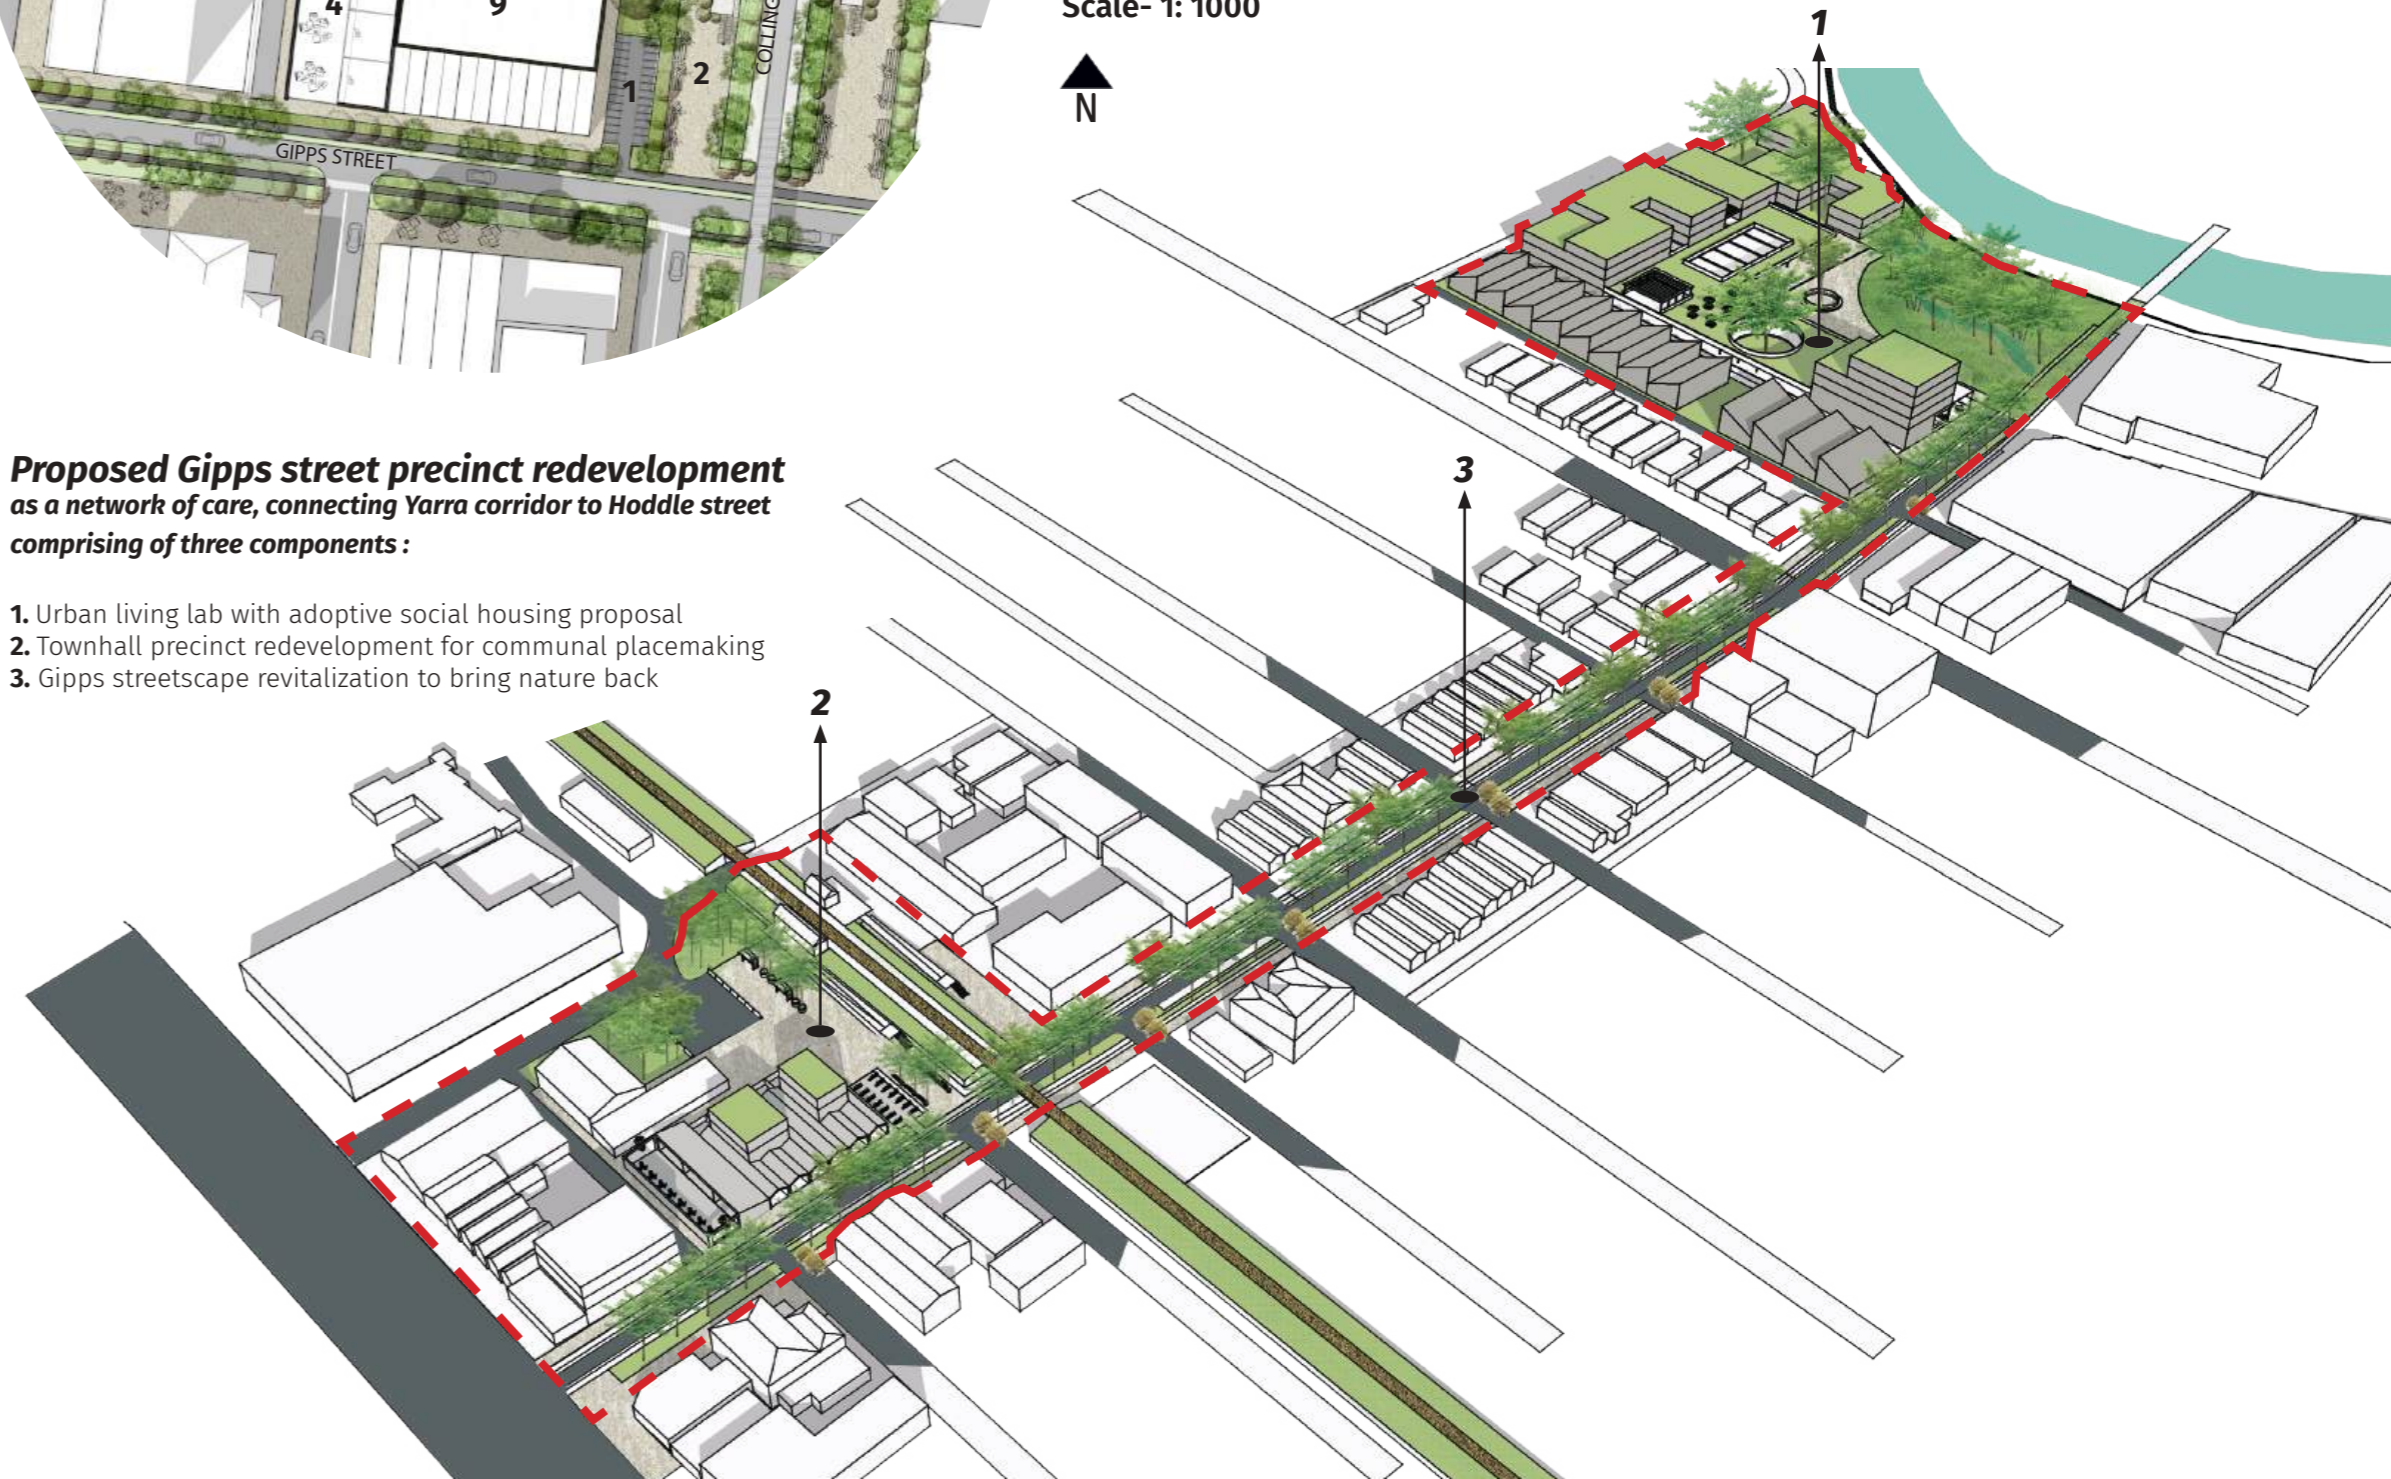 4
9
COLLING
Scale- 1: 1000
1
2
1
N
GIPPS STREET
Proposed Gipps street precinct redevelopment
as a network of care, connecting Yarra corridor to Hoddle street
comprising of three components :
3
1. Urban living lab with adoptive social housing proposal
2. Townhall precinct redevelopment for communal placemaking
3. Gipps streetscape revitalization to bring nature back
2